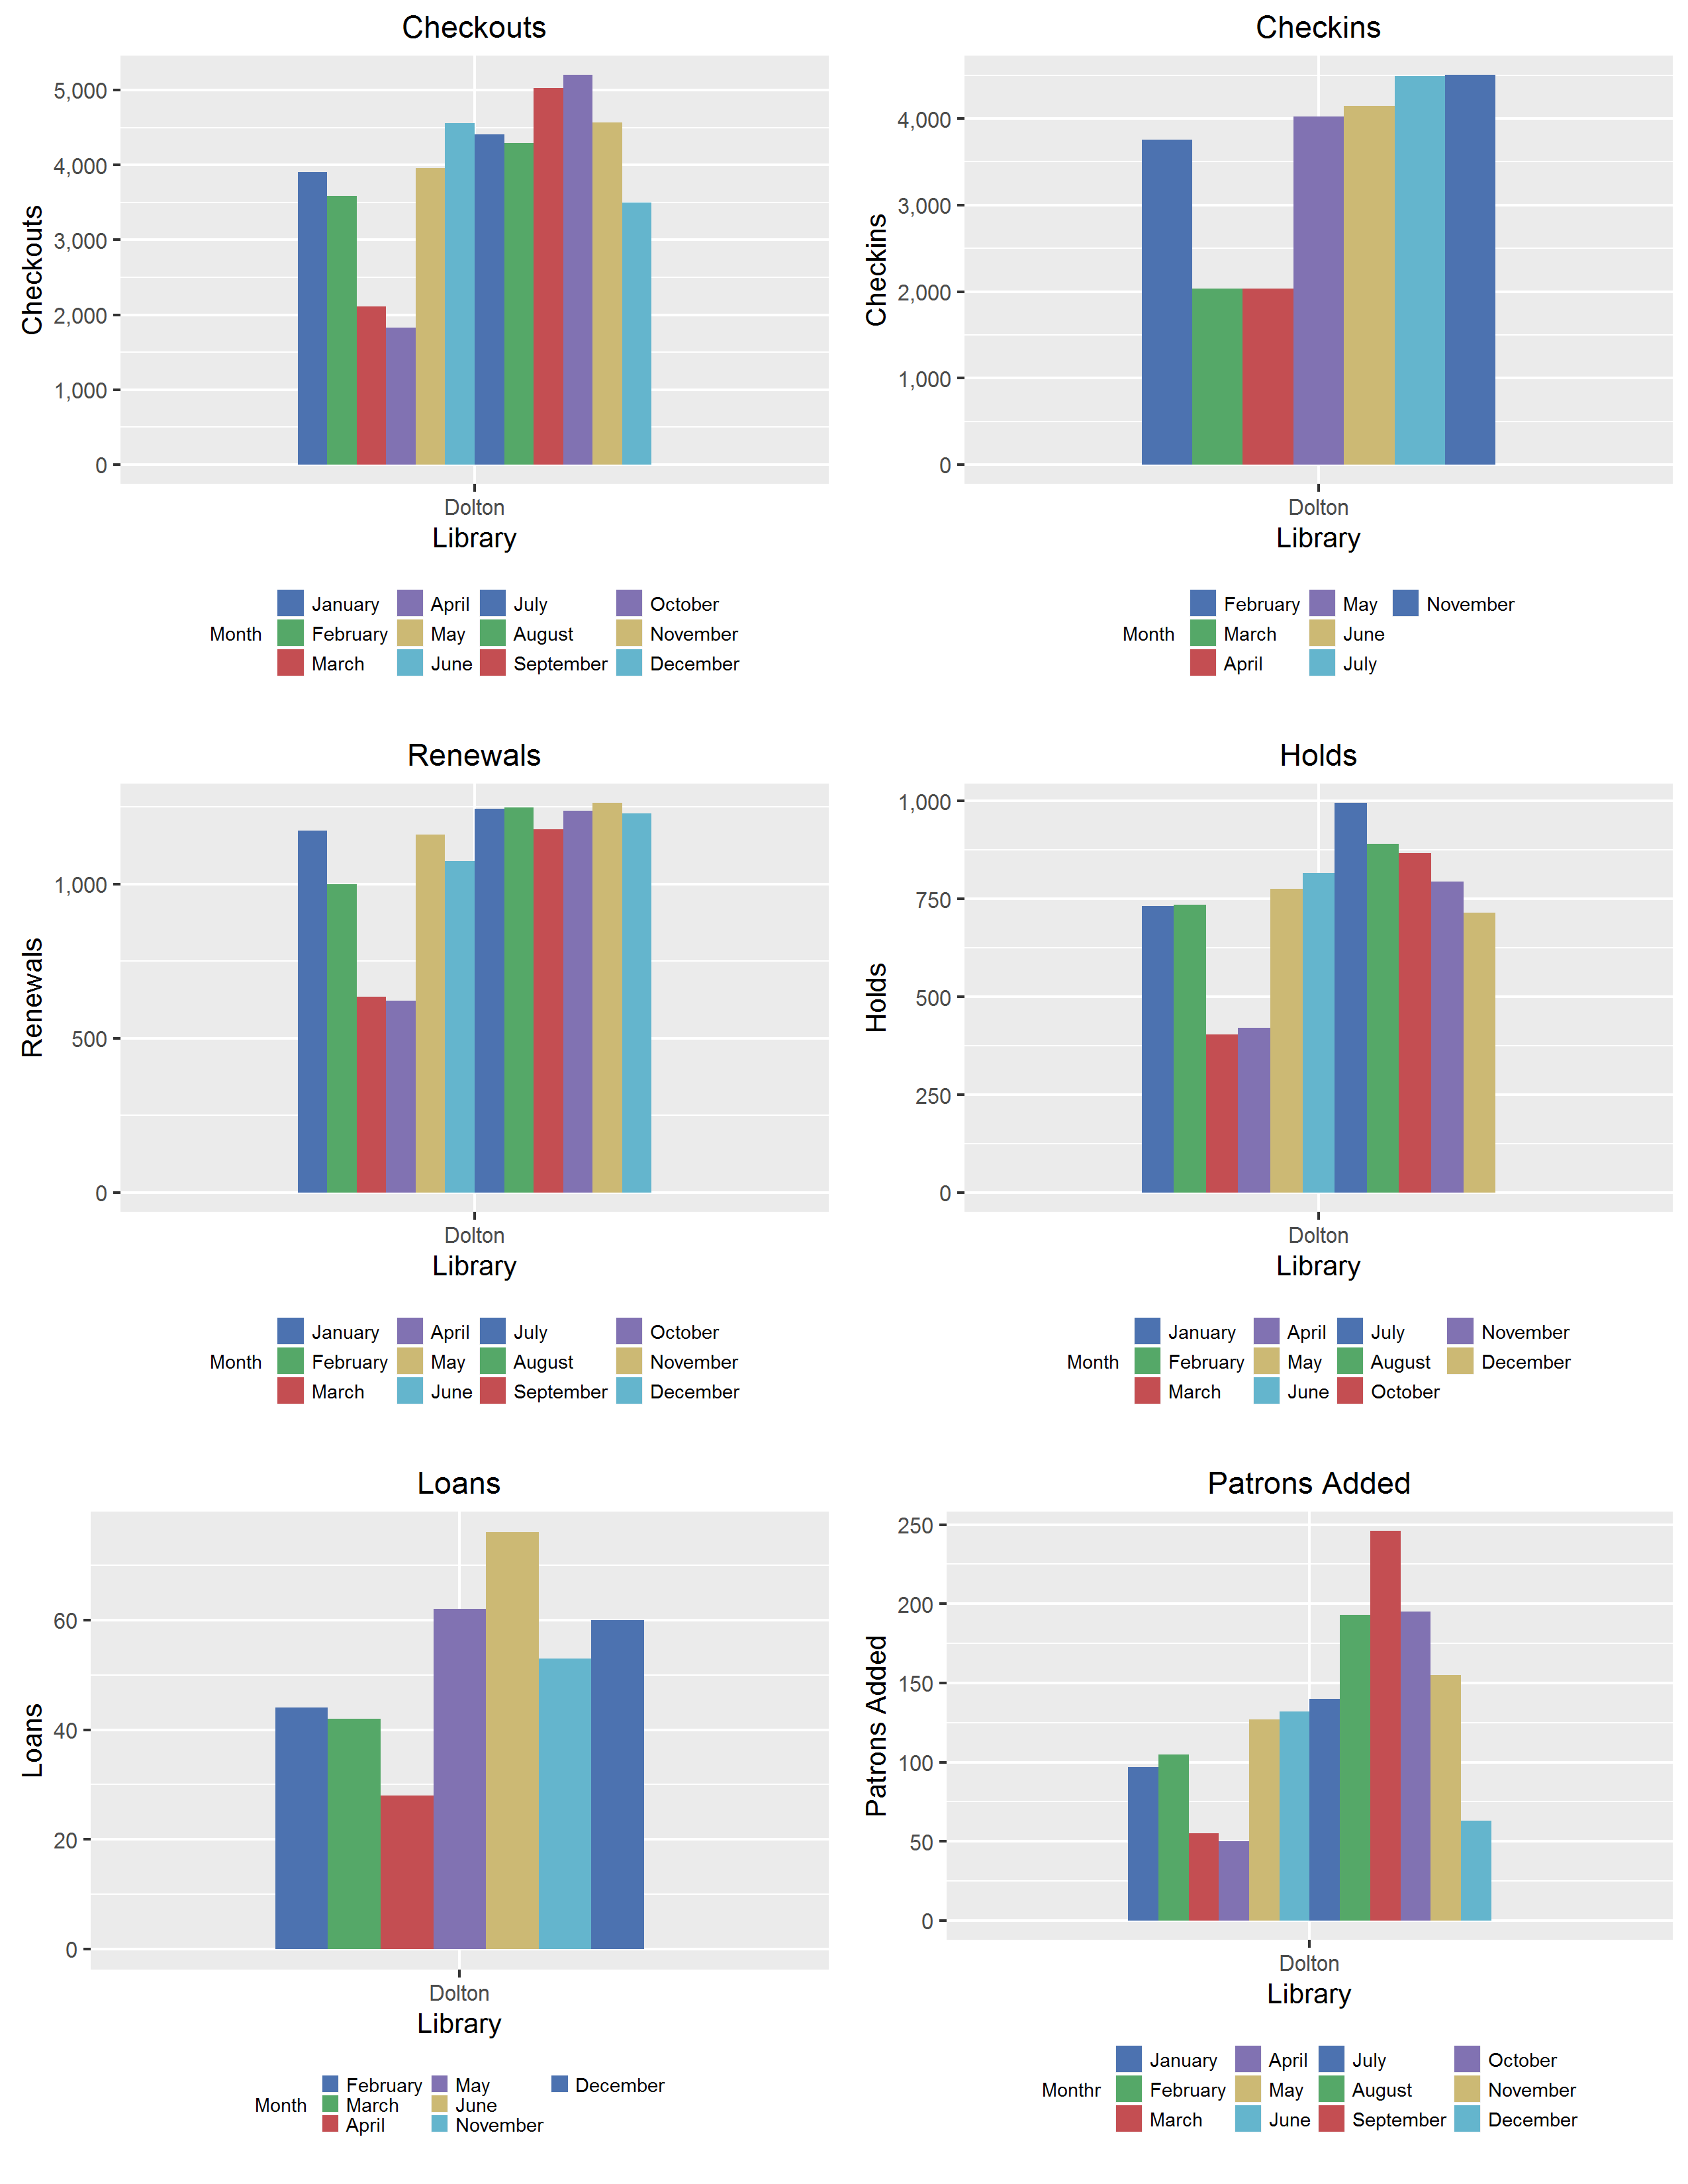 Checkouts
5,000
4,000
3,000
2,000
1,000
0
Checkouts
Dolton
Library
Month
January April July October
February May August November
March June September December
Checkins
4,000
3,000
2,000
1,000
0
Checkins
Dolton
Library
Month
February May November
March June
April July
Renewals
1,000
500
0
Renewals
Dolton
Library
Month
January April July October
February May August November
March June September December
Holds
1,000
750
500
250
0
Holds
Dolton
Library
Month
January April July November
February May August December
March June October
Loans
60
40
20
0
Loans
Dolton
Library
Month
February May December
March June
April November
Patrons Added
250
200
150
100
50
0
Patrons Added
Dolton
Library
Monthr
January April July October
February May August November
March June September December